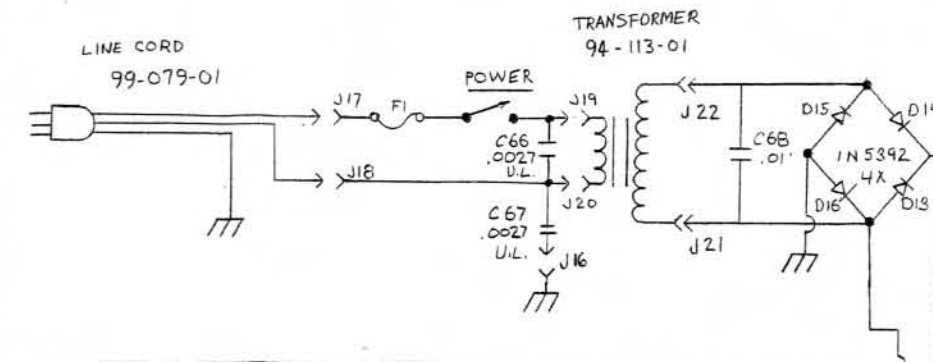 TRANSFORMER
94-113-01
LINE CORD
99-079-01
POWER
J17
F1
J19
J22
D15
D14
C66
.0027
U.L.
C68
.01
1N5392
4X
J18
J20
D16
D13
C67
.0027
U.L.
J21
J16